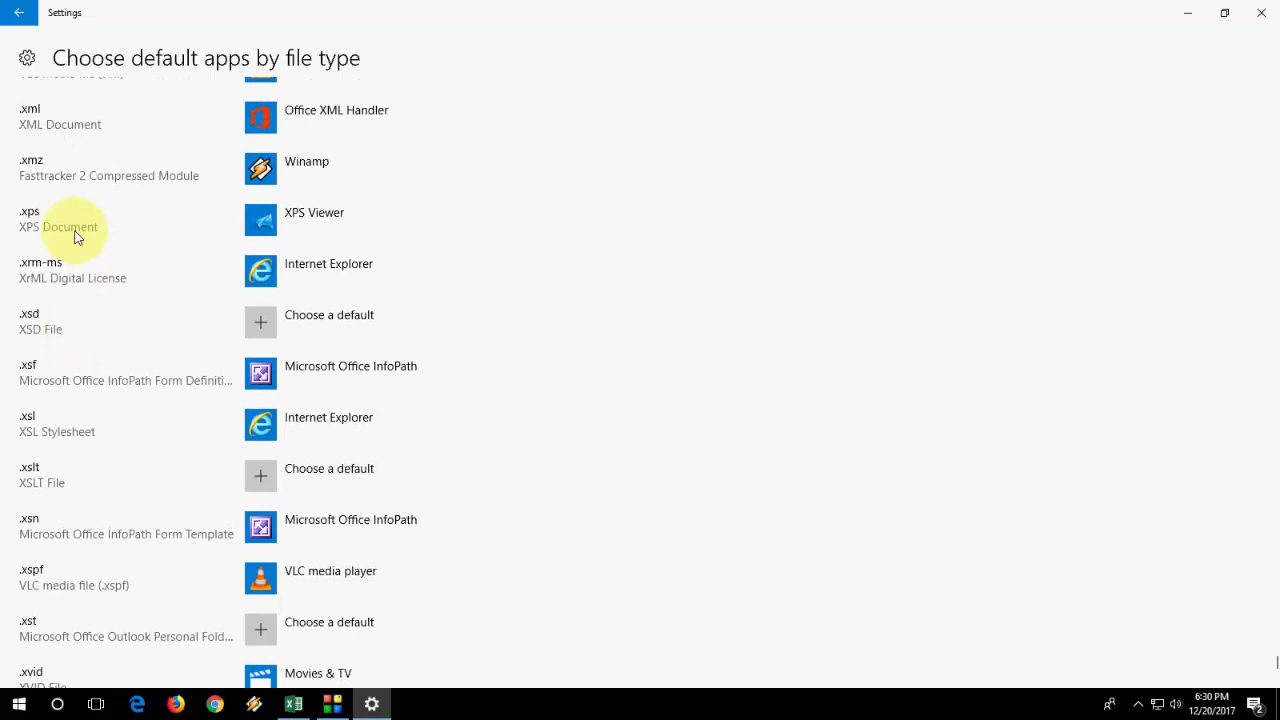 Settings
Choose default apps by file type
.xml
XML Document
Office XML Handler
.xmz
Fasttracker 2 Compressed Module
Winamp
.xps
XPS Document
XPS Viewer
.xrm-ms
XrML Digital License
Internet Explorer
.xsd
XSD File
Choose a default
.xsf
Microsoft Office InfoPath Form Definiti...
Microsoft Office InfoPath
.xsl
XSL Stylesheet
Internet Explorer
.xslt
XSLT File
Choose a default
.xsn
Microsoft Office InfoPath Form Template
Microsoft Office InfoPath
.xspf
VLC media file (.xspf)
VLC media player
.xst
Microsoft Office Outlook Personal Fold...
Choose a default
.xvid
XVID File
Movies & TV
6:30 PM
12/20/2017
2